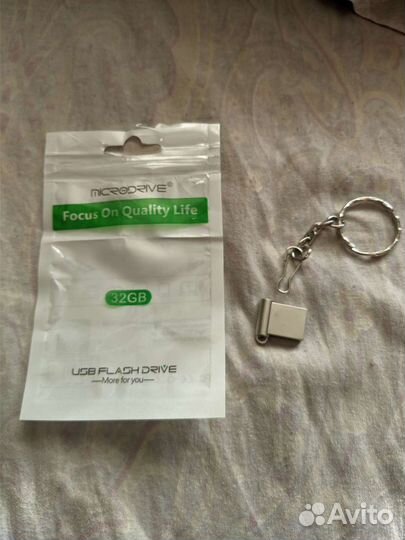 MICRODRIVE®
Focus On Quality Life
32GB
USB FLASH DRIVE
—More for you—
Avito